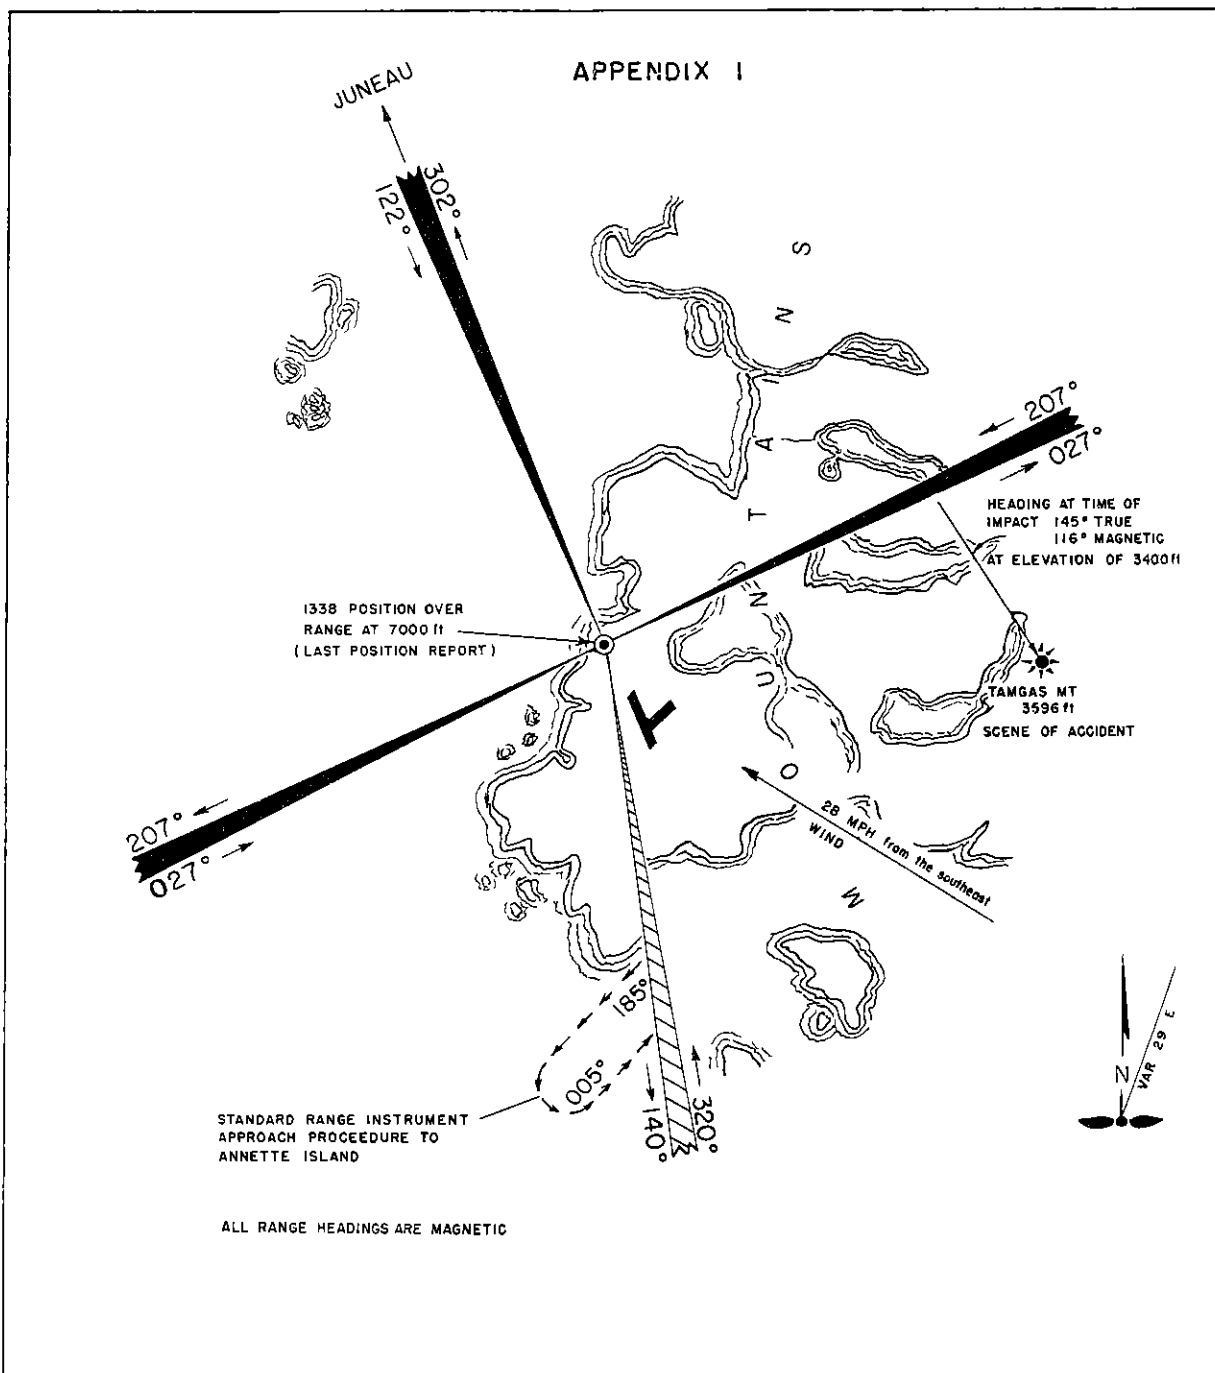 APPENDIX I
JUNEAU
302°
122°
S
N
I
A
T
N
U
O
M
207°
027°
HEADING AT TIME OF
IMPACT 145° TRUE
116° MAGNETIC
AT ELEVATION OF 3400 ft
1338 POSITION OVER
RANGE AT 7000 ft
(LAST POSITION REPORT)
TAMGAS MT
3596 ft
SCENE OF ACCIDENT
28 MPH from the southeast
WIND
207°
027°
185°
005°
140°
320°
N
VAR 29 E
STANDARD RANGE INSTRUMENT
APPROACH PROCEEDURE TO
ANNETTE ISLAND
ALL RANGE HEADINGS ARE MAGNETIC